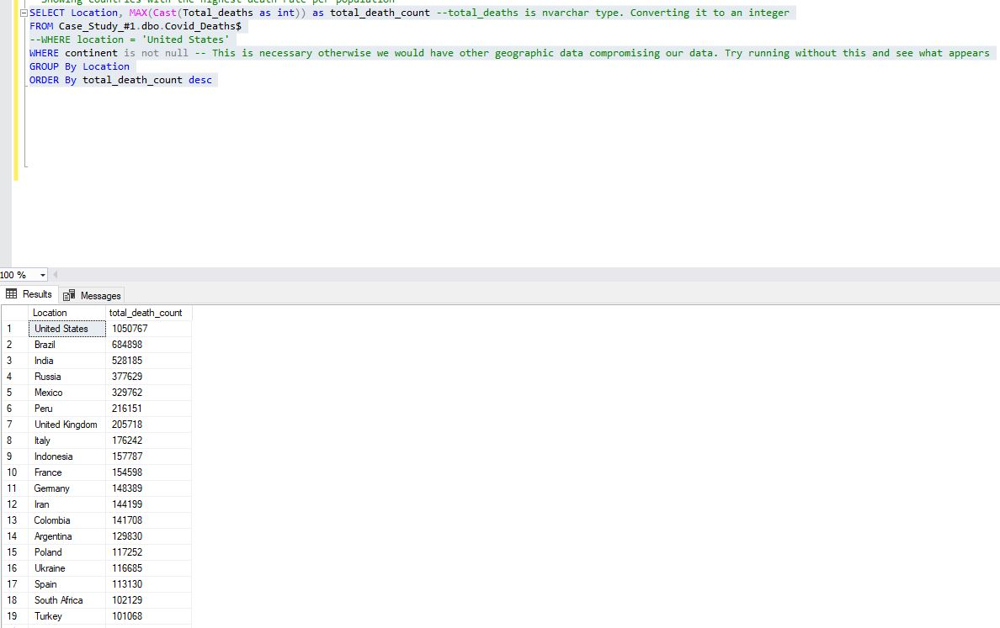 Showing countries with the highest death rate per population
SELECT Location, MAX(Cast(Total_deaths as int)) as total_death_count --total_deaths is nvarchar type. Converting it to an integer
FROM Case_Study_#1.dbo.Covid_Deaths$
--WHERE location = 'United States'
WHERE continent is not null -- This is necessary otherwise we would have other geographic data compromising our data. Try running without this and see what appears
GROUP By Location
ORDER By total_death_count desc
100 %
Results Messages
Location total_death_count
1 United States 1050767
2 Brazil 684898
3 India 528185
4 Russia 377629
5 Mexico 329762
6 Peru 216151
7 United Kingdom 205718
8 Italy 176242
9 Indonesia 157787
10 France 154598
11 Germany 148389
12 Iran 144199
13 Colombia 141708
14 Argentina 129830
15 Poland 117252
16 Ukraine 116685
17 Spain 113130
18 South Africa 102129
19 Turkey 101068